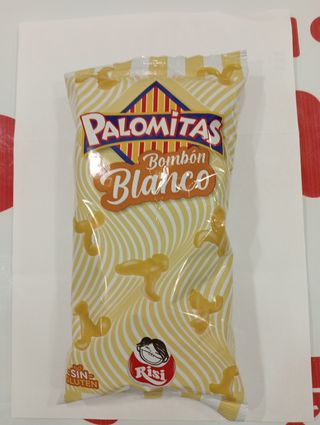 PALOMITAS
Bombón
Blanco
Risi
SIN
GLUTEN